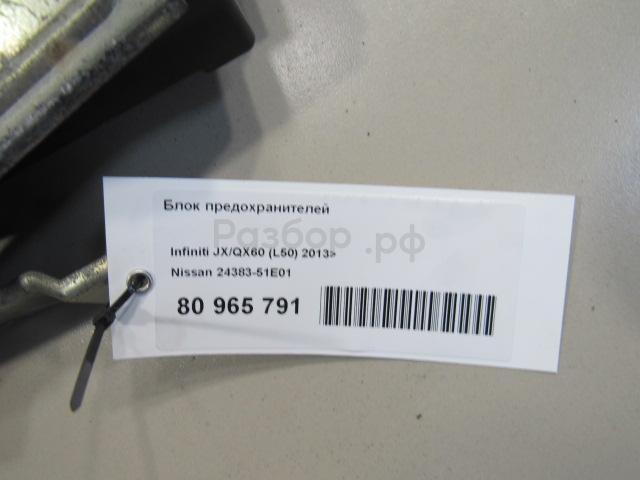 Блок предохранителей
Разбор.рф
Infiniti JX/QX60 (L50) 2013>
Nissan 24383-51E01
80 965 791